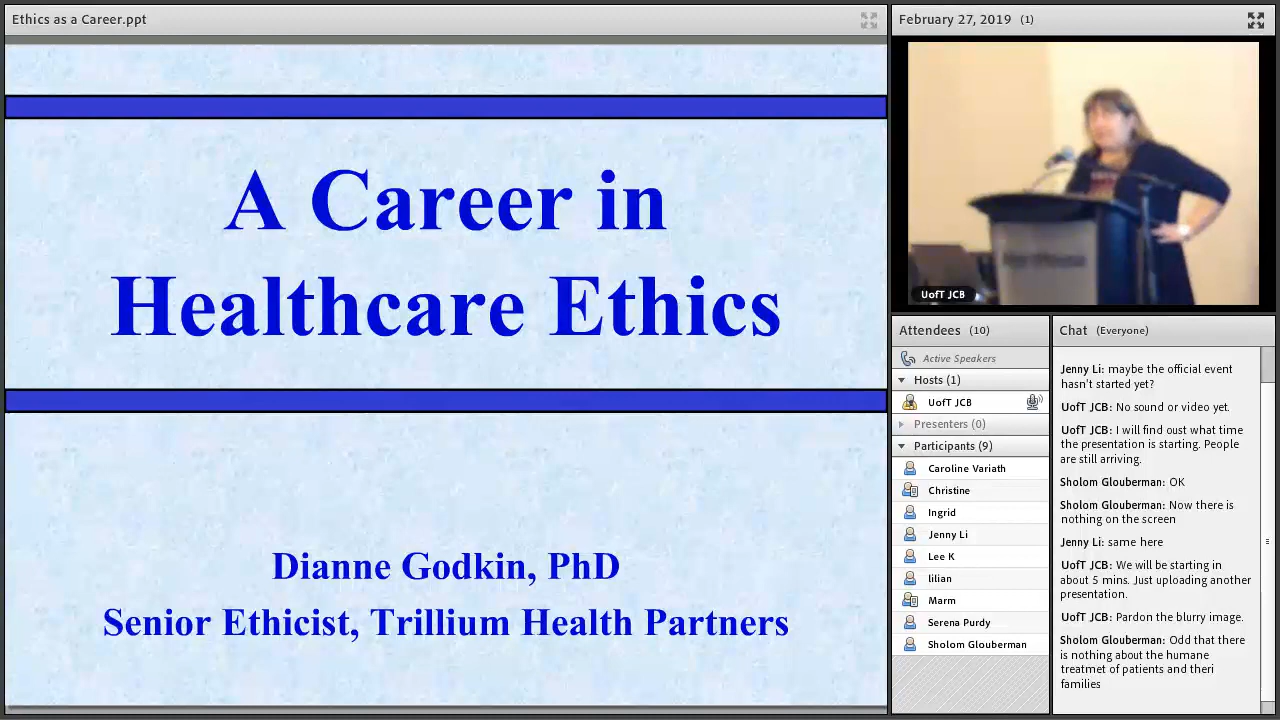 Ethics as a Career.ppt
A Career in
Healthcare Ethics
Dianne Godkin, PhD
Senior Ethicist, Trillium Health Partners
February 27, 2019 (1)
UofT JCB
Attendees (10)
Active Speakers
Hosts (1)
UofT JCB
Presenters (0)
Participants (9)
Caroline Variath
Christine
Ingrid
Jenny Li
Lee K
lilian
Marm
Serena Purdy
Sholom Glouberman
Chat (Everyone)
Jenny Li: maybe the official event
hasn't started yet?
UofT JCB: No sound or video yet.
UofT JCB: I will find oust what time
the presentation is starting. People
are still arriving.
Sholom Glouberman: OK
Sholom Glouberman: Now there is
nothing on the screen
Jenny Li: same here
UofT JCB: We will be starting in
about 5 mins. Just uploading another
presentation.
UofT JCB: Pardon the blurry image.
Sholom Glouberman: Odd that there
is nothing about the humane
treatmet of patients and theri
families